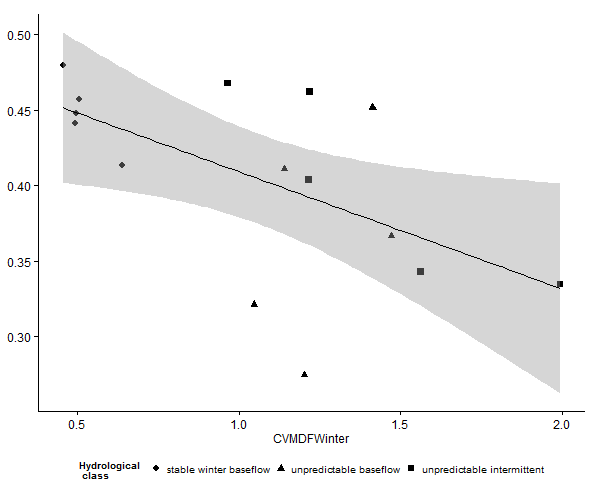 0.50
0.45
0.40
0.35
0.30
0.5 1.0 1.5 2.0
CVMDFWinter
Hydrological
class
stable winter baseflow unpredictable baseflow unpredictable intermittent